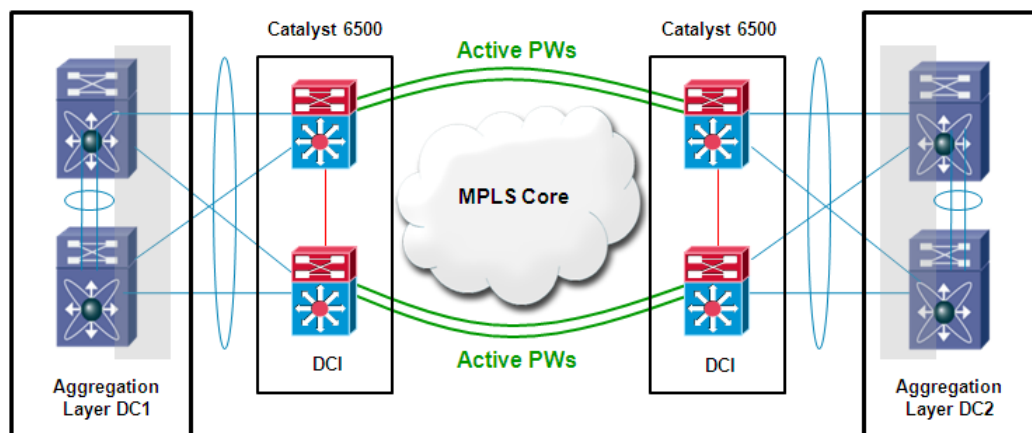 Catalyst 6500
Catalyst 6500
Active PWs
MPLS Core
Active PWs
DCI
DCI
Aggregation
Layer DC1
Aggregation
Layer DC2